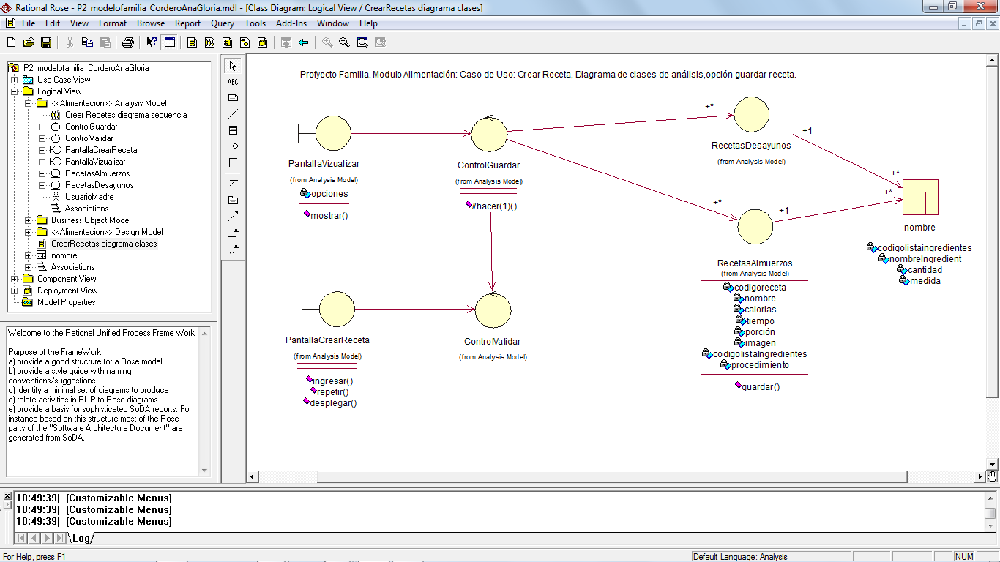 Rational Rose - P2_modelofamilia_CorderoAnaGloria.mdl - [Class Diagram: Logical View / CrearRecetas diagrama clases]
File Edit View Format Browse Report Query Tools Add-Ins Window Help
ABC
P2_modelofamilia_CorderoAnaGloria
Use Case View
Logical View
<<Alimentacion>> Analysis Model
Crear Recetas diagrama secuencia
ControlGuardar
ControlValidar
PantallaCrearReceta
PantallaVizualizar
RecetasAlmuerzos
RecetasDesayunos
UsuarioMadre
Associations
Business Object Model
<<Alimentacion>> Design Model
CrearRecetas diagrama clases
nombre
Associations
Component View
Deployment View
Model Properties
Welcome to the Rational Unified Process Frame Work
Purpose of the FrameWork:
a) provide a good structure for a Rose model
b) provide a style guide with naming
conventions/suggestions
c) identify a minimal set of diagrams to produce
d) relate activities in RUP to Rose diagrams
e) provide a basis for sophisticated SoDA reports. For
instance based on this structure most of the Rose
parts of the "Software Architecture Document" are
generated from SoDA.
Profyecto Familia. Modulo Alimentación: Caso de Uso: Crear Receta, Diagrama de clases de análisis,opción guardar receta.
PantallaVizualizar
(from Analysis Model)
opciones
mostrar()
ControlGuardar
(from Analysis Model)
//hacer(1)()
+*
RecetasDesayunos
(from Analysis Model)
+1
+*
+*
+*
+1
nombre
codigolistaingredientes
nombreIngredient
cantidad
medida
RecetasAlmuerzos
(from Analysis Model)
codigoreceta
nombre
calorias
tiempo
porción
imagen
codigolistaIngredientes
procedimiento
guardar()
PantallaCrearReceta
(from Analysis Model)
ingresar()
repetir()
desplegar()
ControlValidar
(from Analysis Model)
10:49:39| [Customizable Menus]
10:49:39| [Customizable Menus]
10:49:39| [Customizable Menus]
Log
For Help, press F1
Default Language: Analysis
NUM